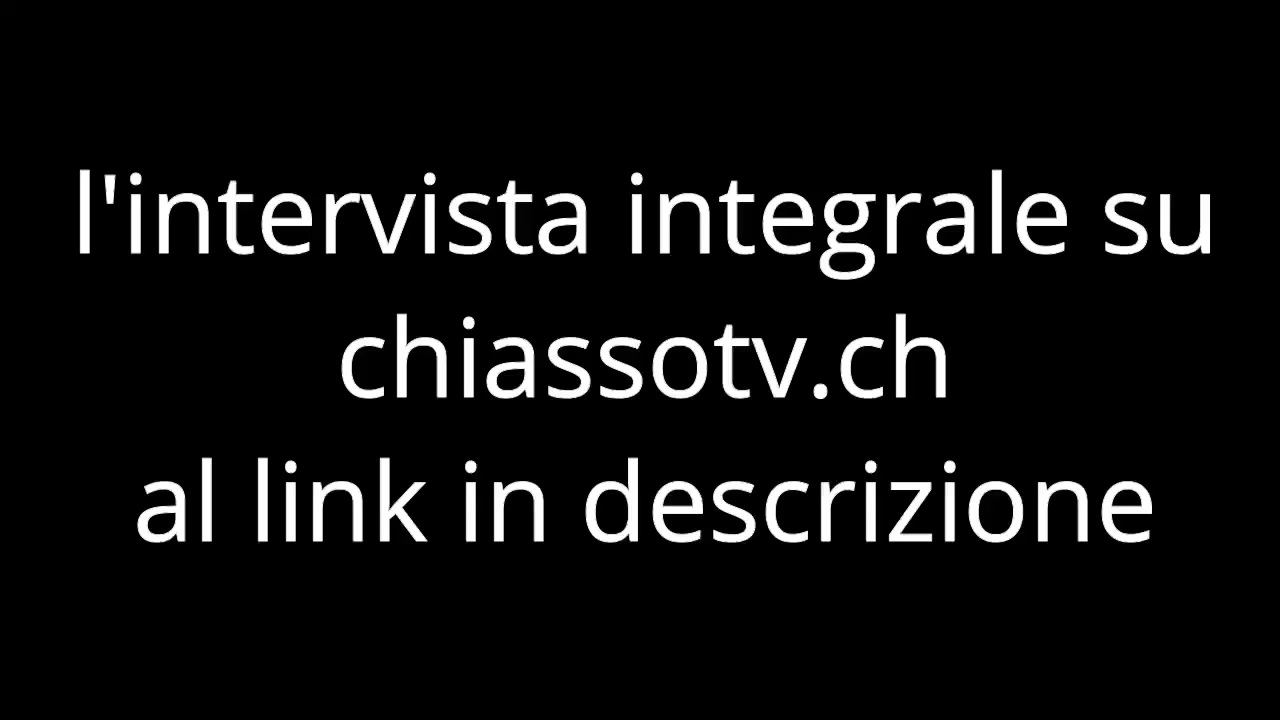 l'intervista integrale su
chiassotv.ch
al link in descrizione